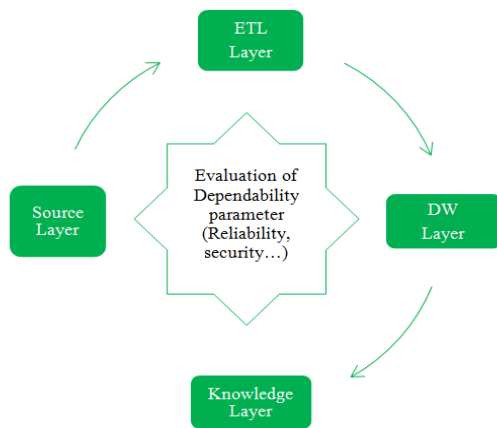 ETL
Layer
Evaluation of
Dependability
parameter
(Reliability,
security...)
Source
Layer
DW
Layer
Knowledge
Layer